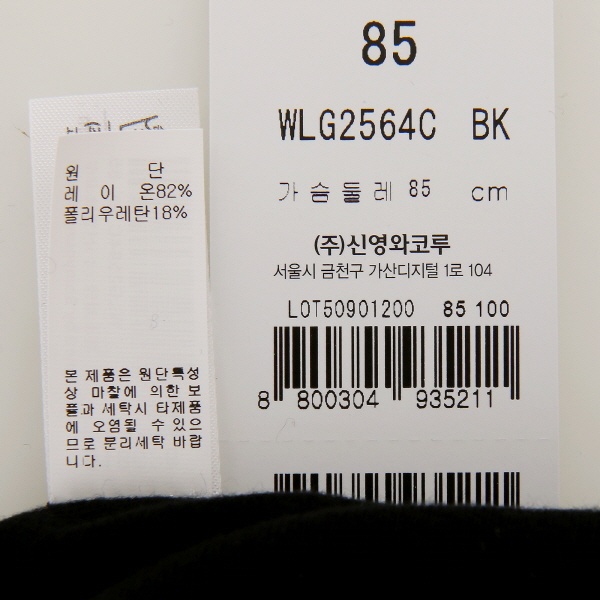 85
WLG2564C BK
가슴둘레 85 cm
(주)신영와코루
서울시 금천구 가산디지털 1로 104
LOT50901200 85 100
8 800304 935211
원 단
레 이 온82%
폴리우레탄18%
본 제품은 원단특성
상 마찰에 의한 보
풀과 세탁시 타제품
에 오염될 수 있으
므로 분리세탁 바랍
니다.